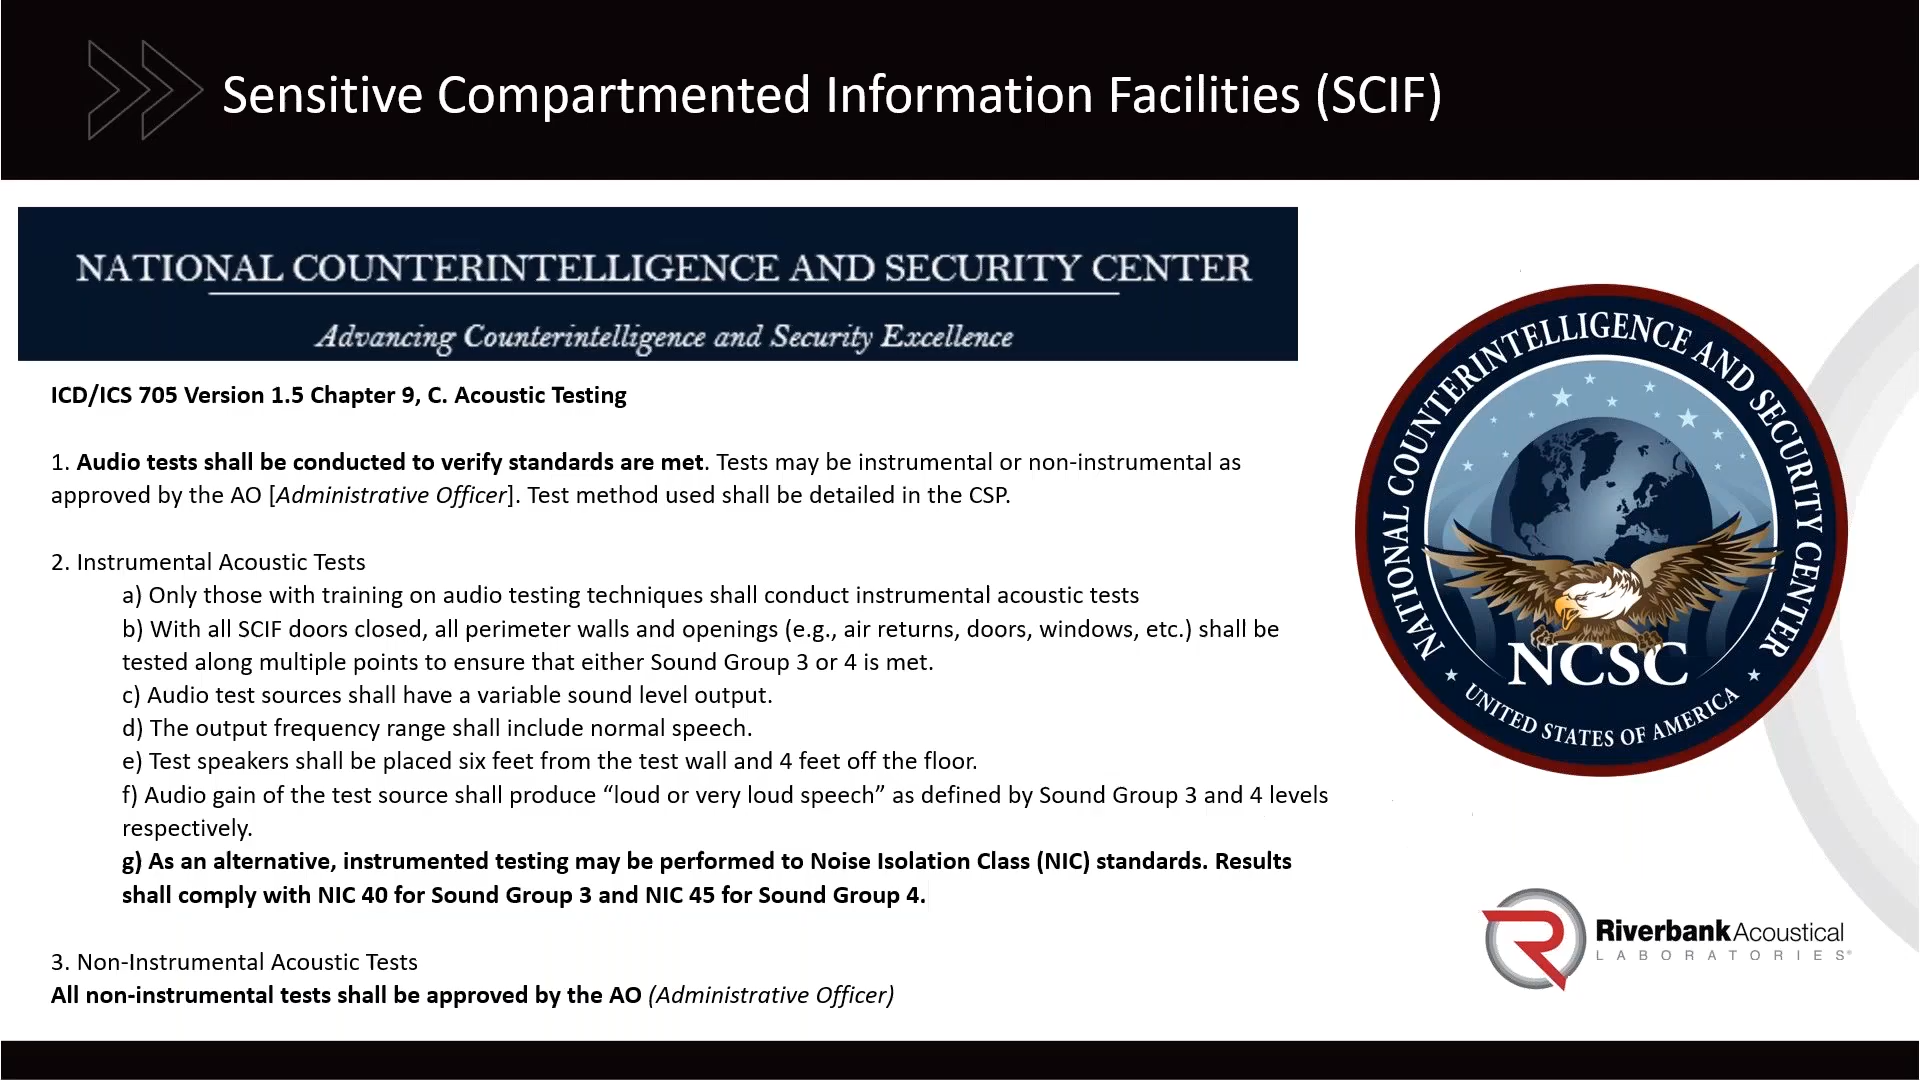 Sensitive Compartmented Information Facilities (SCIF)
NATIONAL COUNTERINTELLIGENCE AND SECURITY CENTER
Advancing Counterintelligence and Security Excellence
ICD/ICS 705 Version 1.5 Chapter 9, C. Acoustic Testing
1. Audio tests shall be conducted to verify standards are met. Tests may be instrumental or non-instrumental as
approved by the AO [Administrative Officer]. Test method used shall be detailed in the CSP.
2. Instrumental Acoustic Tests
a) Only those with training on audio testing techniques shall conduct instrumental acoustic tests
b) With all SCIF doors closed, all perimeter walls and openings (e.g., air returns, doors, windows, etc.) shall be
tested along multiple points to ensure that either Sound Group 3 or 4 is met.
c) Audio test sources shall have a variable sound level output.
d) The output frequency range shall include normal speech.
e) Test speakers shall be placed six feet from the test wall and 4 feet off the floor.
f) Audio gain of the test source shall produce “loud or very loud speech” as defined by Sound Group 3 and 4 levels
respectively.
g) As an alternative, instrumented testing may be performed to Noise Isolation Class (NIC) standards. Results
shall comply with NIC 40 for Sound Group 3 and NIC 45 for Sound Group 4.
3. Non-Instrumental Acoustic Tests
All non-instrumental tests shall be approved by the AO (Administrative Officer)
NATIONAL COUNTERINTELLIGENCE AND SECURITY CENTER
NCSC
UNITED STATES OF AMERICA
RiverbankAcoustical
LABORATORIES®